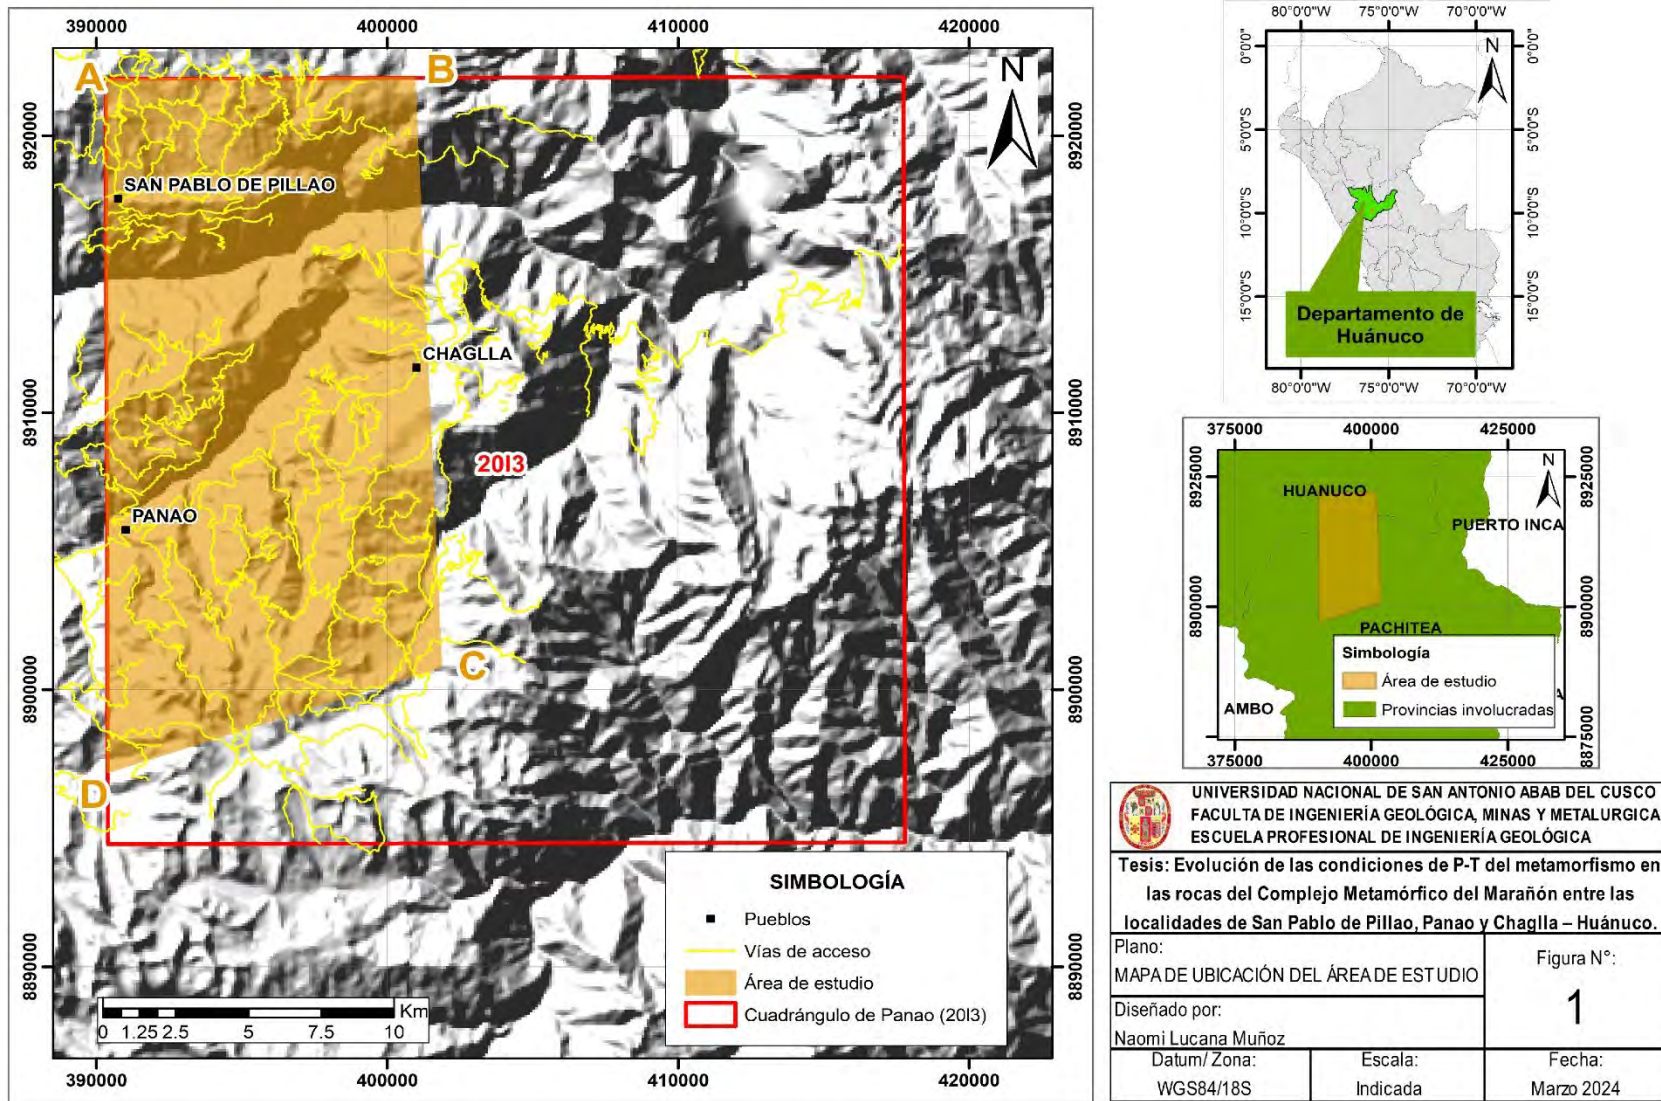 390000 400000 410000 420000
A
B
N
8920000
8920000
SAN PABLO DE PILLAO
CHAGLLA
8910000
8910000
20I3
PANAO
C
8900000
8900000
D
SIMBOLOGÍA
Pueblos
Vías de acceso
Área de estudio
Cuadrángulo de Panao (20I3)
8890000
8890000
Km
0 1.25 2.5 5 7.5 10
390000 400000 410000 420000
80°0'0"W 75°0'0"W 70°0'0"W
N
0°0'0"
0°0'0"
5°0'0"S
5°0'0"S
10°0'0"S
10°0'0"S
15°0'0"S
15°0'0"S
Departamento de
Huánuco
80°0'0"W 75°0'0"W 70°0'0"W
375000 400000 425000
8925000
8925000
N
HUANUCO
PUERTO INCA
8900000
8900000
PACHITEA
Simbología
Área de estudio
Provincias involucradas
A
AMBO
8875000
8875000
375000 400000 425000
UNIVERSIDAD NACIONAL DE SAN ANTONIO ABAB DEL CUSCO
FACULTA DE INGENIERÍA GEOLÓGICA, MINAS Y METALURGICA
ESCUELA PROFESIONAL DE INGENIERÍA GEOLÓGICA
Tesis: Evolución de las condiciones de P-T del metamorfismo en
las rocas del Complejo Metamórfico del Marañón entre las
localidades de San Pablo de Pillao, Panao y Chaglla – Huánuco.
Plano:
MAPA DE UBICACIÓN DEL ÁREA DE ESTUDIO
Figura N°:
1
Diseñado por:
Naomi Lucana Muñoz
Datum/ Zona:
WGS84/18S
Escala:
Indicada
Fecha:
Marzo 2024